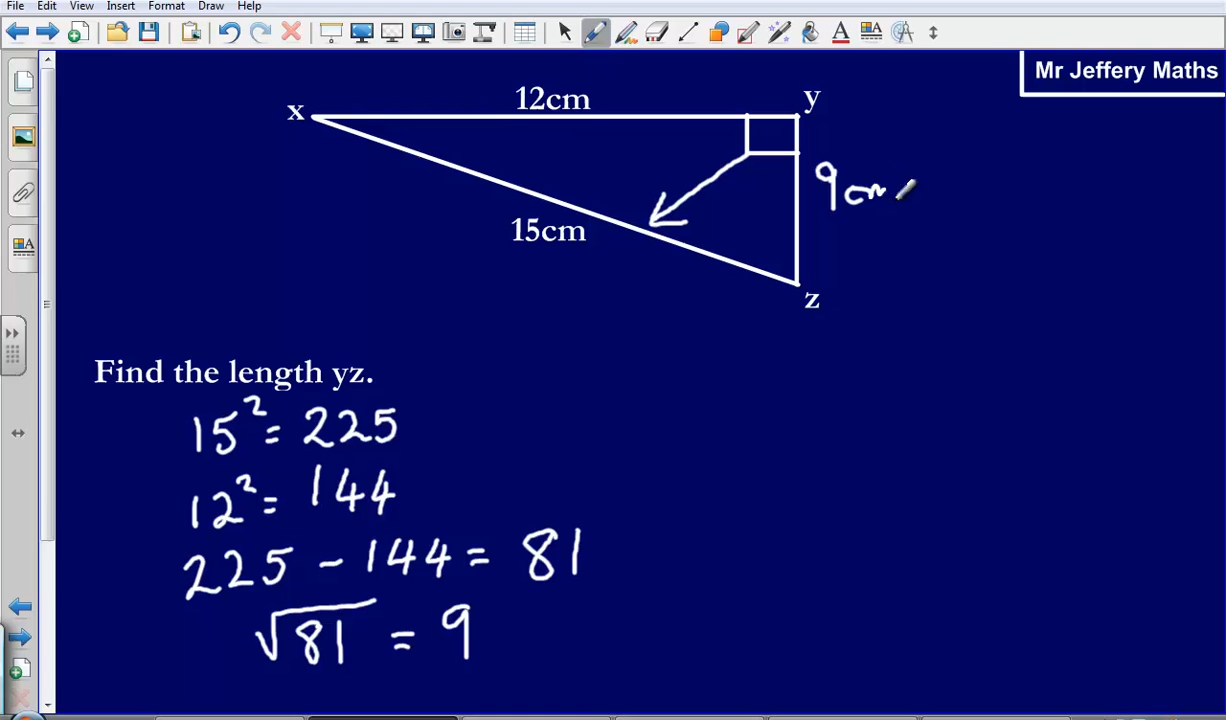 File Edit View Insert Format Draw Help
Mr Jeffery Maths
12cm
x
y
9cm
15cm
z
Find the length yz.
15² = 225
12² = 144
225 - 144 = 81
√81 = 9